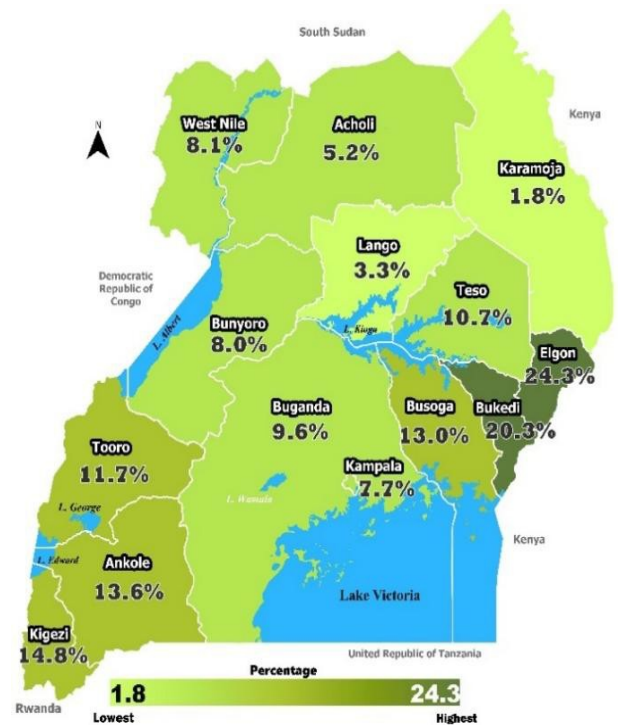 South Sudan
N
West Nile
8.1%
Acholi
5.2%
Kenya
Karamoja
1.8%
Lango
3.3%
Democratic
Republic of
Congo
L. Albert
Teso
10.7%
Bunyoro
8.0%
L. Kioga
Elgon
24.3%
Buganda
9.6%
Busoga
13.0%
Bukedi
20.3%
Tooro
11.7%
Kampala
7.7%
L. Wamala
L. George
Kenya
L. Edward
Ankole
13.6%
Lake Victoria
Kigezi
14.8%
United Republic of Tanzania
Percentage
1.8
24.3
Rwanda
Lowest
Highest